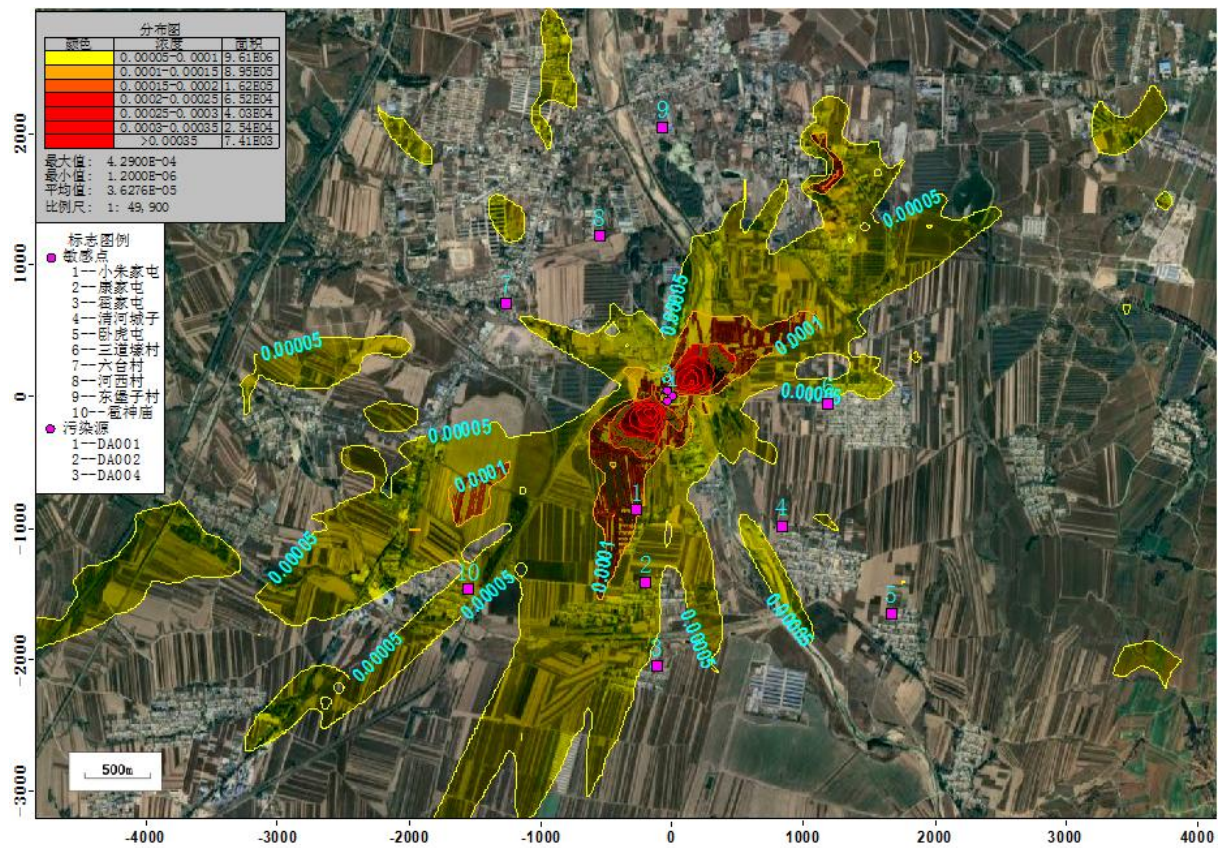 分布图
颜色 浓度 面积
0.00005-0.0001 9.61E06
0.0001-0.00015 8.95E05
0.00015-0.0002 1.62E05
0.0002-0.00025 6.52E04
0.00025-0.0003 4.03E04
0.0003-0.00035 2.54E04
>0.00035 7.41E03
最大值: 4.2900E-04
最小值: 1.2000E-06
平均值: 3.6276E-05
比例尺: 1: 49,900
标志图例
敏感点
1--小朱家屯
2--康家屯
3--宿家屯
4--清河城子
5--卧虎屯
6--三道壕村
7--六台村
8--河西村
9--东堡子村
10--雹神庙
污染源
1--DA001
2--DA002
3--DA004
9
8
7
0.00005
0.00005
0.0001
0.00005
0.00005
6
0.00005
0.0001
1
4
0.00005
0.0001
10
2
0.00005
5
0.00005
0.00005
0.00005
3
500m
2000
1000
0
-1000
-2000
-3000
-4000 -3000 -2000 -1000 0 1000 2000 3000 4000